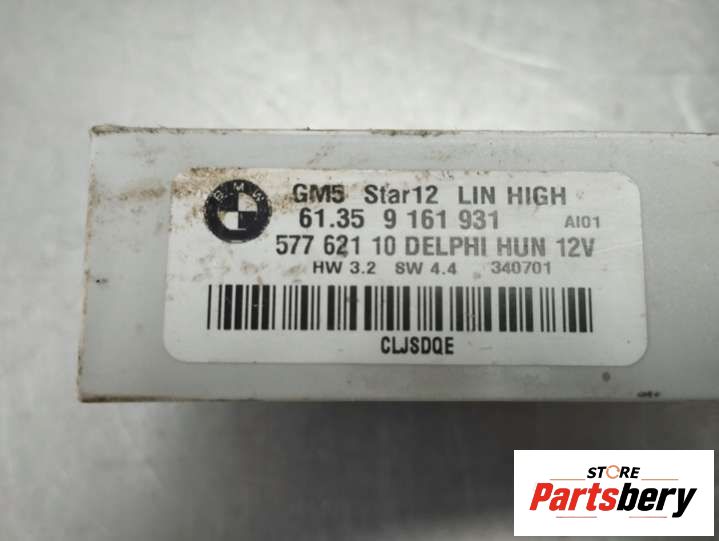 BMW
GM5 Star12 LIN HIGH
61.35 9 161 931 AI01
577 621 10 DELPHI HUN 12V
HW 3.2 SW 4.4 340701
CLJSDQE
STORE
Partsbery